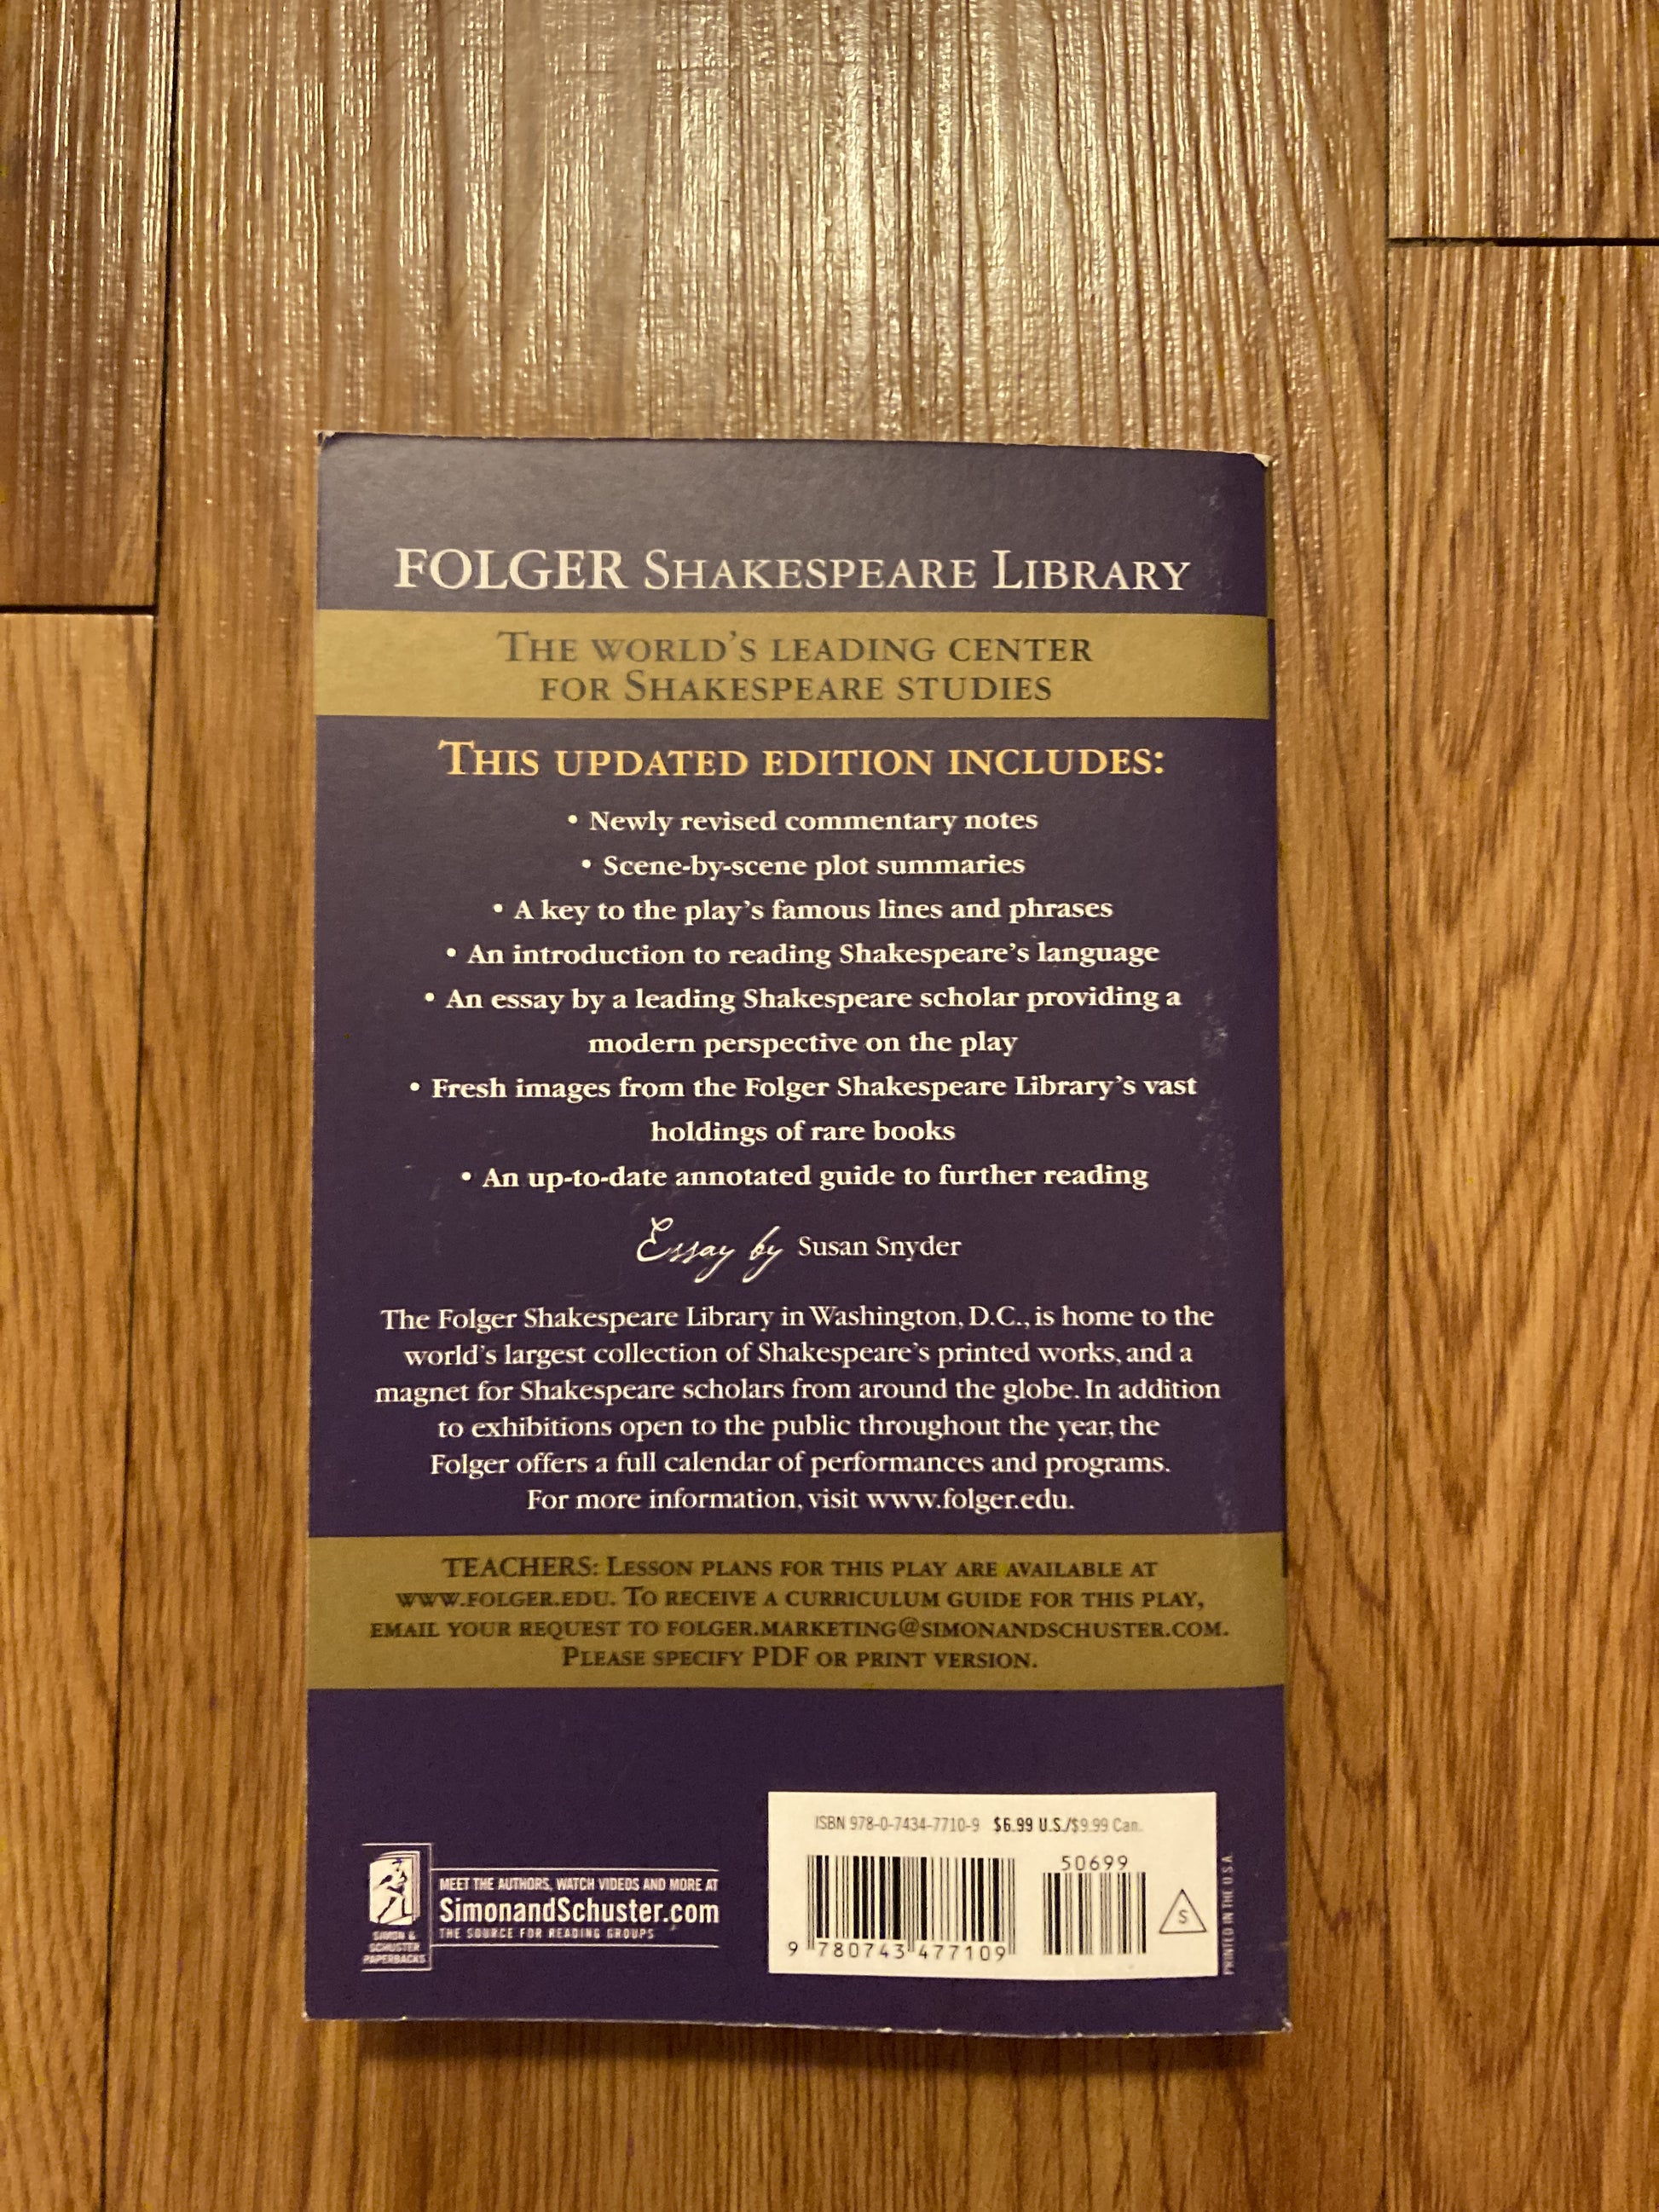 FOLGER SHAKESPEARE LIBRARY
THE WORLD'S LEADING CENTER
FOR SHAKESPEARE STUDIES
THIS UPDATED EDITION INCLUDES:
• Newly revised commentary notes
• Scene-by-scene plot summaries
• A key to the play's famous lines and phrases
• An introduction to reading Shakespeare's language
• An essay by a leading Shakespeare scholar providing a
modern perspective on the play
• Fresh images from the Folger Shakespeare Library's vast
holdings of rare books
• An up-to-date annotated guide to further reading
Essay by Susan Snyder
The Folger Shakespeare Library in Washington, D.C., is home to the
world's largest collection of Shakespeare's printed works, and a
magnet for Shakespeare scholars from around the globe. In addition
to exhibitions open to the public throughout the year, the
Folger offers a full calendar of performances and programs.
For more information, visit www.folger.edu.
TEACHERS: LESSON PLANS FOR THIS PLAY ARE AVAILABLE AT
WWW.FOLGER.EDU. TO RECEIVE A CURRICULUM GUIDE FOR THIS PLAY,
EMAIL YOUR REQUEST TO FOLGER.MARKETING@SIMONANDSCHUSTER.COM.
PLEASE SPECIFY PDF OR PRINT VERSION.
SIMON &
SCHUSTER
PAPERBACKS
MEET THE AUTHORS, WATCH VIDEOS AND MORE AT
SimonandSchuster.com
THE SOURCE FOR READING GROUPS
ISBN 978-0-7434-7710-9 $6.99 U.S./$9.99 Can.
50699
9 780743 477109
S
PRINTED IN THE U.S.A.